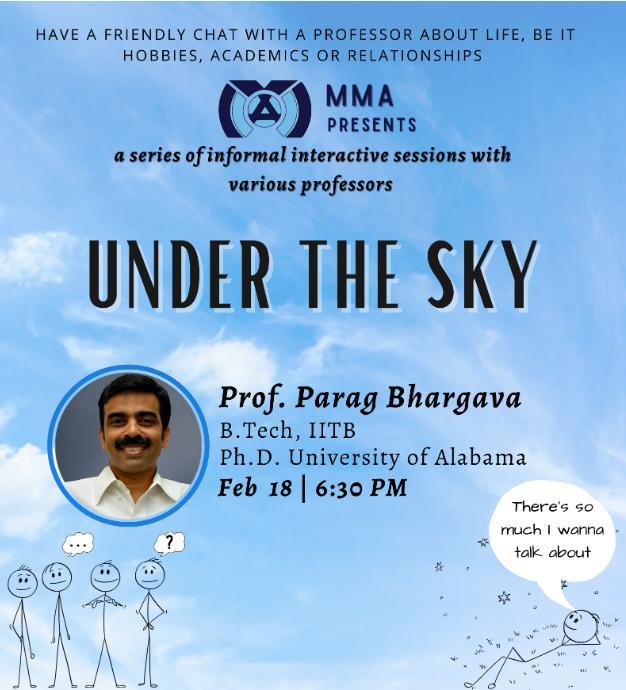 HAVE A FRIENDLY CHAT WITH A PROFESSOR ABOUT LIFE, BE IT
HOBBIES, ACADEMICS OR RELATIONSHIPS
MMA
PRESENTS
a series of informal interactive sessions with
various professors
UNDER THE SKY
Prof. Parag Bhargava
B.Tech, IITB
Ph.D. University of Alabama
Feb 18 | 6:30 PM
There's so
much I wanna
talk about
...
?